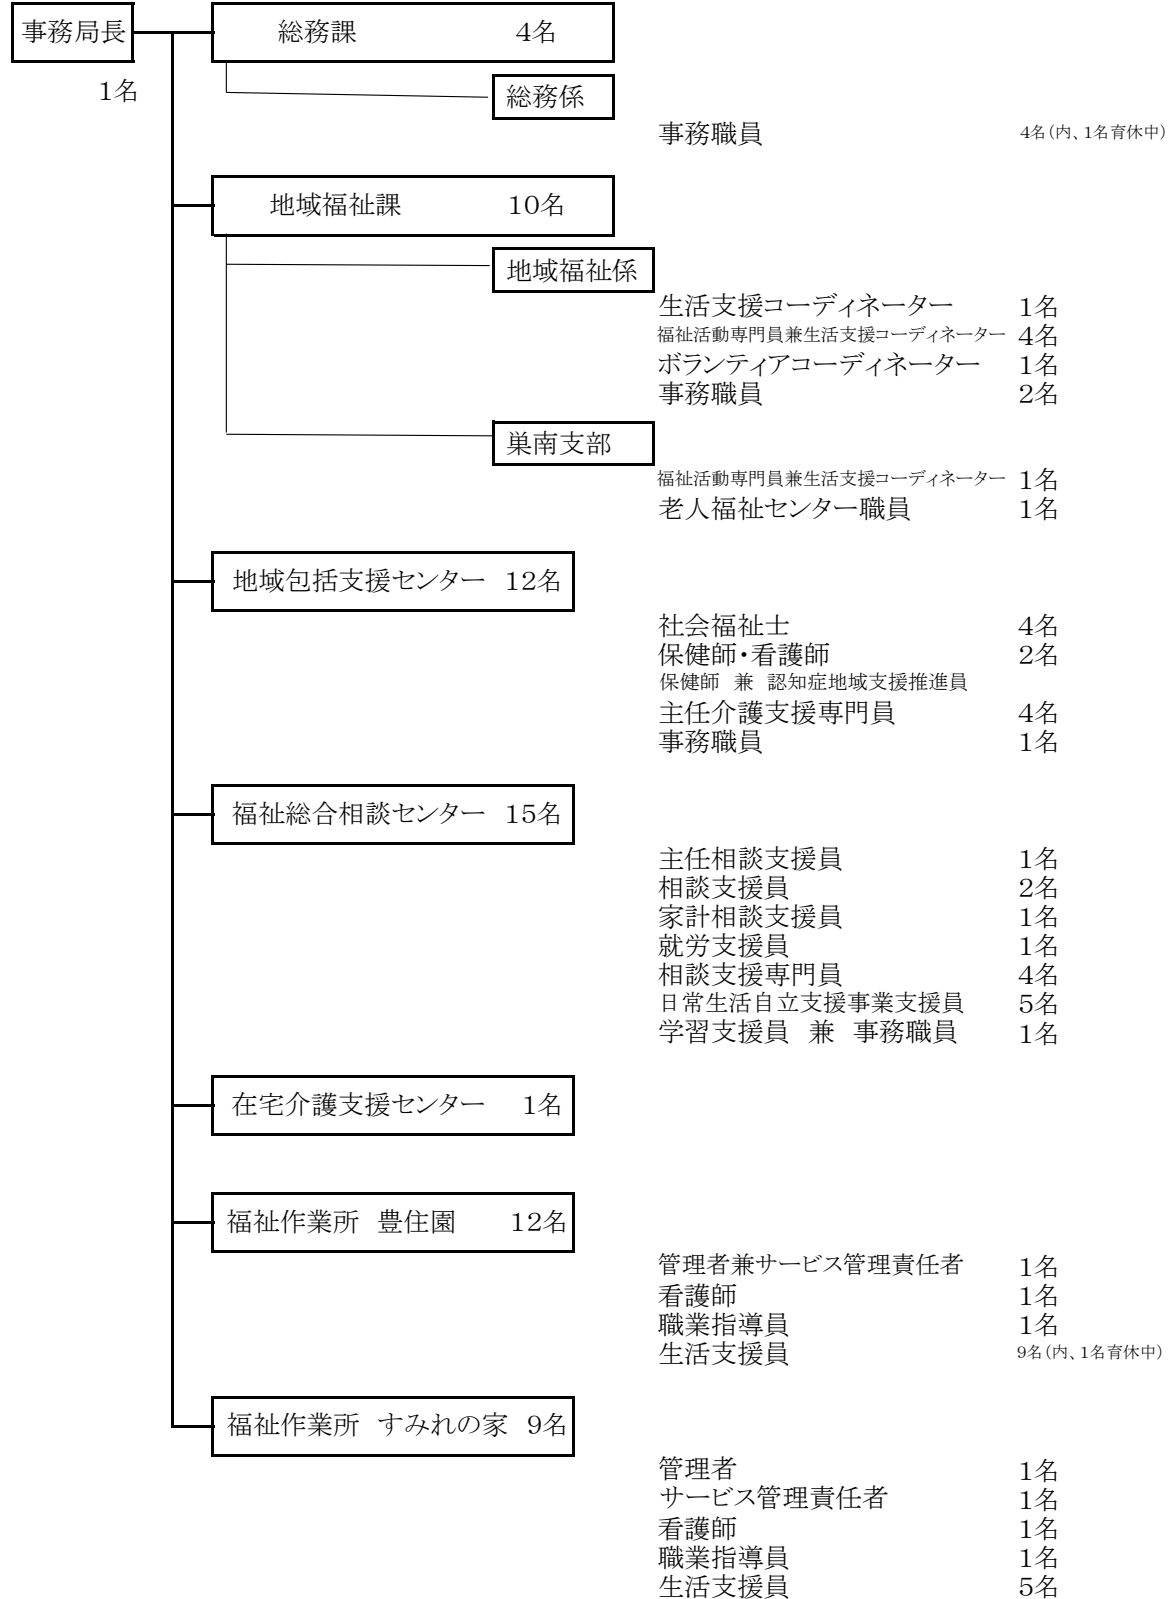 事務局長 総務課 4名
1名
総務係
事務職員 4名(内、1名育休中)
地域福祉課 10名
地域福祉係
生活支援コーディネーター 1名
福祉活動専門員兼生活支援コーディネーター 4名
ボランティアコーディネーター 1名
事務職員 2名
巣南支部
福祉活動専門員兼生活支援コーディネーター 1名
老人福祉センター職員 1名
地域包括支援センター 12名
社会福祉士 4名
保健師・看護師 2名
保健師 兼 認知症地域支援推進員
主任介護支援専門員 4名
事務職員 1名
福祉総合相談センター 15名
主任相談支援員 1名
相談支援員 2名
家計相談支援員 1名
就労支援員 1名
相談支援専門員 4名
日常生活自立支援事業支援員 5名
学習支援員 兼 事務職員 1名
在宅介護支援センター 1名
福祉作業所 豊住園 12名
管理者兼サービス管理責任者 1名
看護師 1名
職業指導員 1名
生活支援員 9名(内、1名育休中)
福祉作業所 すみれの家 9名
管理者 1名
サービス管理責任者 1名
看護師 1名
職業指導員 1名
生活支援員 5名